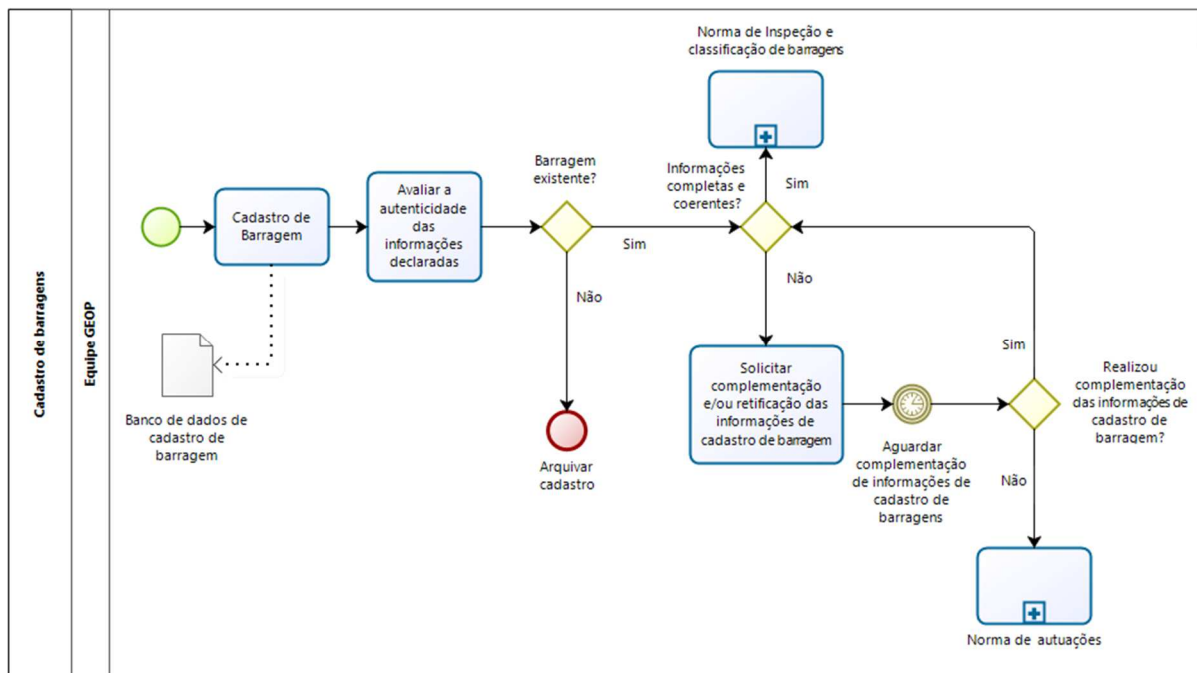 Cadastro de barragens
Equipe GEOP
Cadastro de
Barragem
Banco de dados de
cadastro de
barragem
Avaliar a
autenticidade
das
informações
declaradas
Barragem
existente?
Sim
Não
Arquivar
cadastro
Norma de Inspeção e
classificação de barragens
Informações
completas e
coerentes?
Sim
Não
Solicitar
complementação
e/ou retificação das
informações de
cadastro de barragem
Aguardar
complementação
de informações de
cadastro de
barragens
Sim
Realizou
complementação
das informações de
cadastro de
barragem?
Não
Norma de autuações